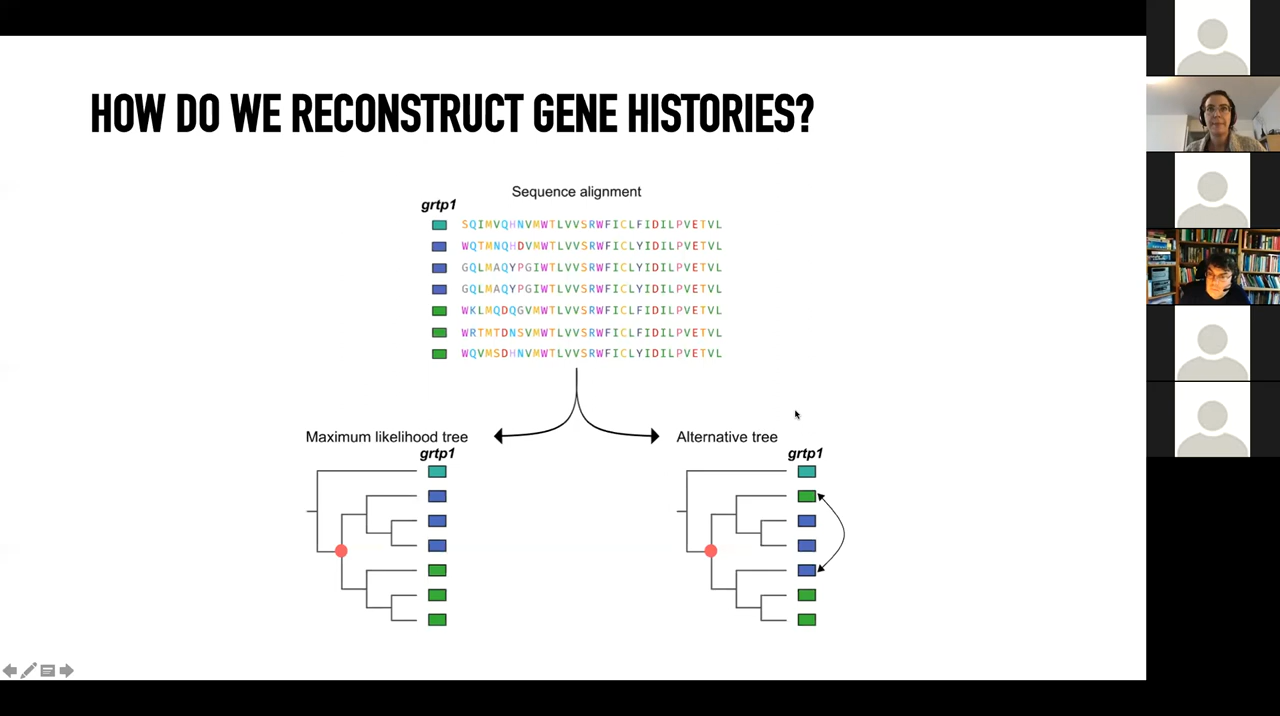 HOW DO WE RECONSTRUCT GENE HISTORIES?
Sequence alignment
grtp1
SQIMVQHNVMWTLVVSRWFICLFIDILPVETVL
WQTMNQHDVMWTLVVSRWFICLYIDILPVETVL
GQLMAQYPGIWTLVVSRWFICLYIDILPVETVL
GQLMAQYPGIWTLVVSRWFICLYIDILPVETVL
WKLMQDQGVMWTLVVSRWFICLFIDILPVETVL
WRTMTDNSVMWTLVVSRWFICLYIDILPVETVL
WQVMSDHNVMWTLVVSRWFICLYIDILPVETVL
Maximum likelihood tree
grtp1
Alternative tree
grtp1